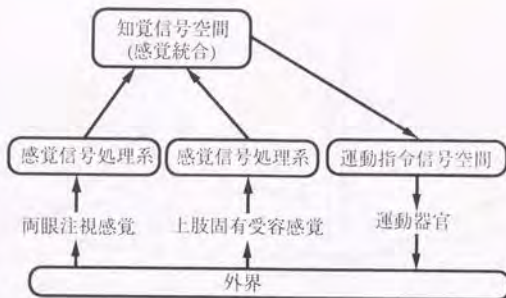 知覚信号空間
(感覚統合)
感覚信号処理系 感覚信号処理系 運動指令信号空間
両眼注視感覚 上肢固有受容感覚 運動器官
外界